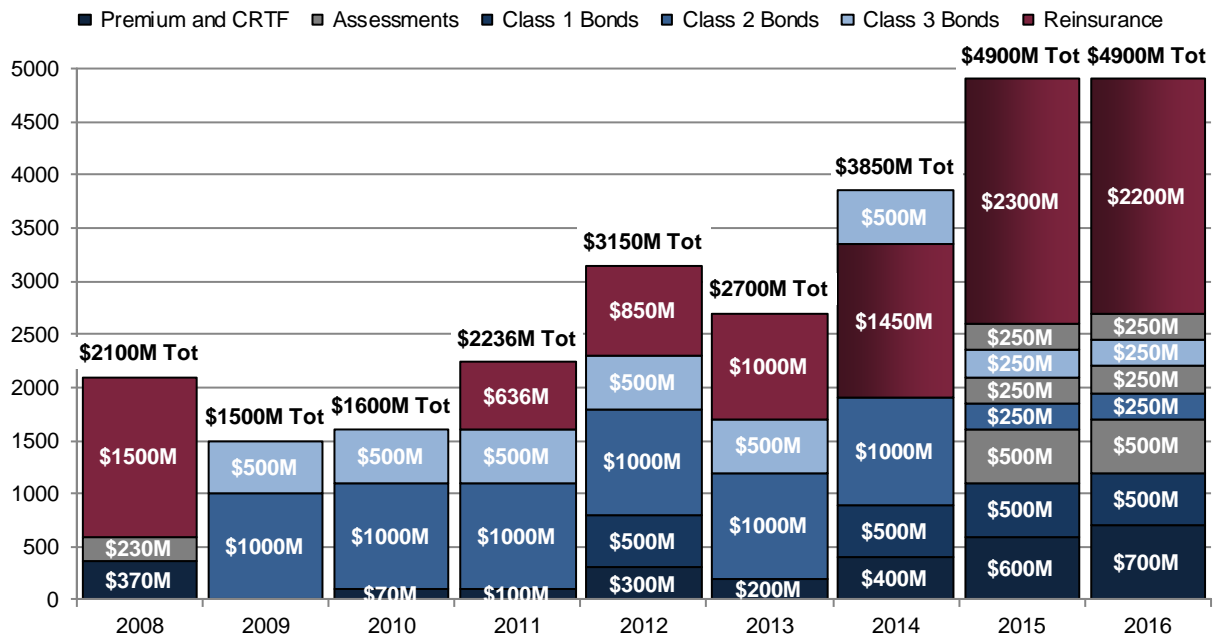 Premium and CRTF Assessments Class 1 Bonds Class 2 Bonds Class 3 Bonds Reinsurance
$4900M Tot $4900M Tot
5000
4500
4000
$3850M Tot
3500
$500M
$2300M
$2200M
$3150M Tot
3000
$2700M Tot
$850M
$1450M
2500
$2236M Tot
$250M
$250M
$2100M Tot
$250M
$250M
2000
$1600M Tot
$636M
$500M
$1000M
$250M
$250M
$1500M Tot
$250M
$250M
1500
$1500M
$500M
$500M
$500M
$1000M
$500M
$1000M
$500M
$500M
1000
$1000M
$500M
$500M
500
$230M
$1000M
$1000M
$1000M
$500M
$500M
$600M
$700M
$370M
$70M
$100M
$300M
$200M
$400M
0
2008 2009 2010 2011 2012 2013 2014 2015 2016